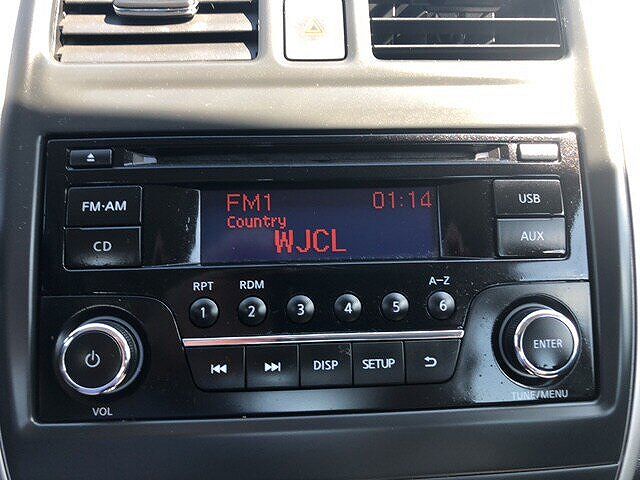 FM1 01:14
Country
WJCL
FM·AM
CD
USB
AUX
RPT RDM A-Z
1 2 3 4 5 6
DISP SETUP
ENTER
VOL
TUNE/MENU